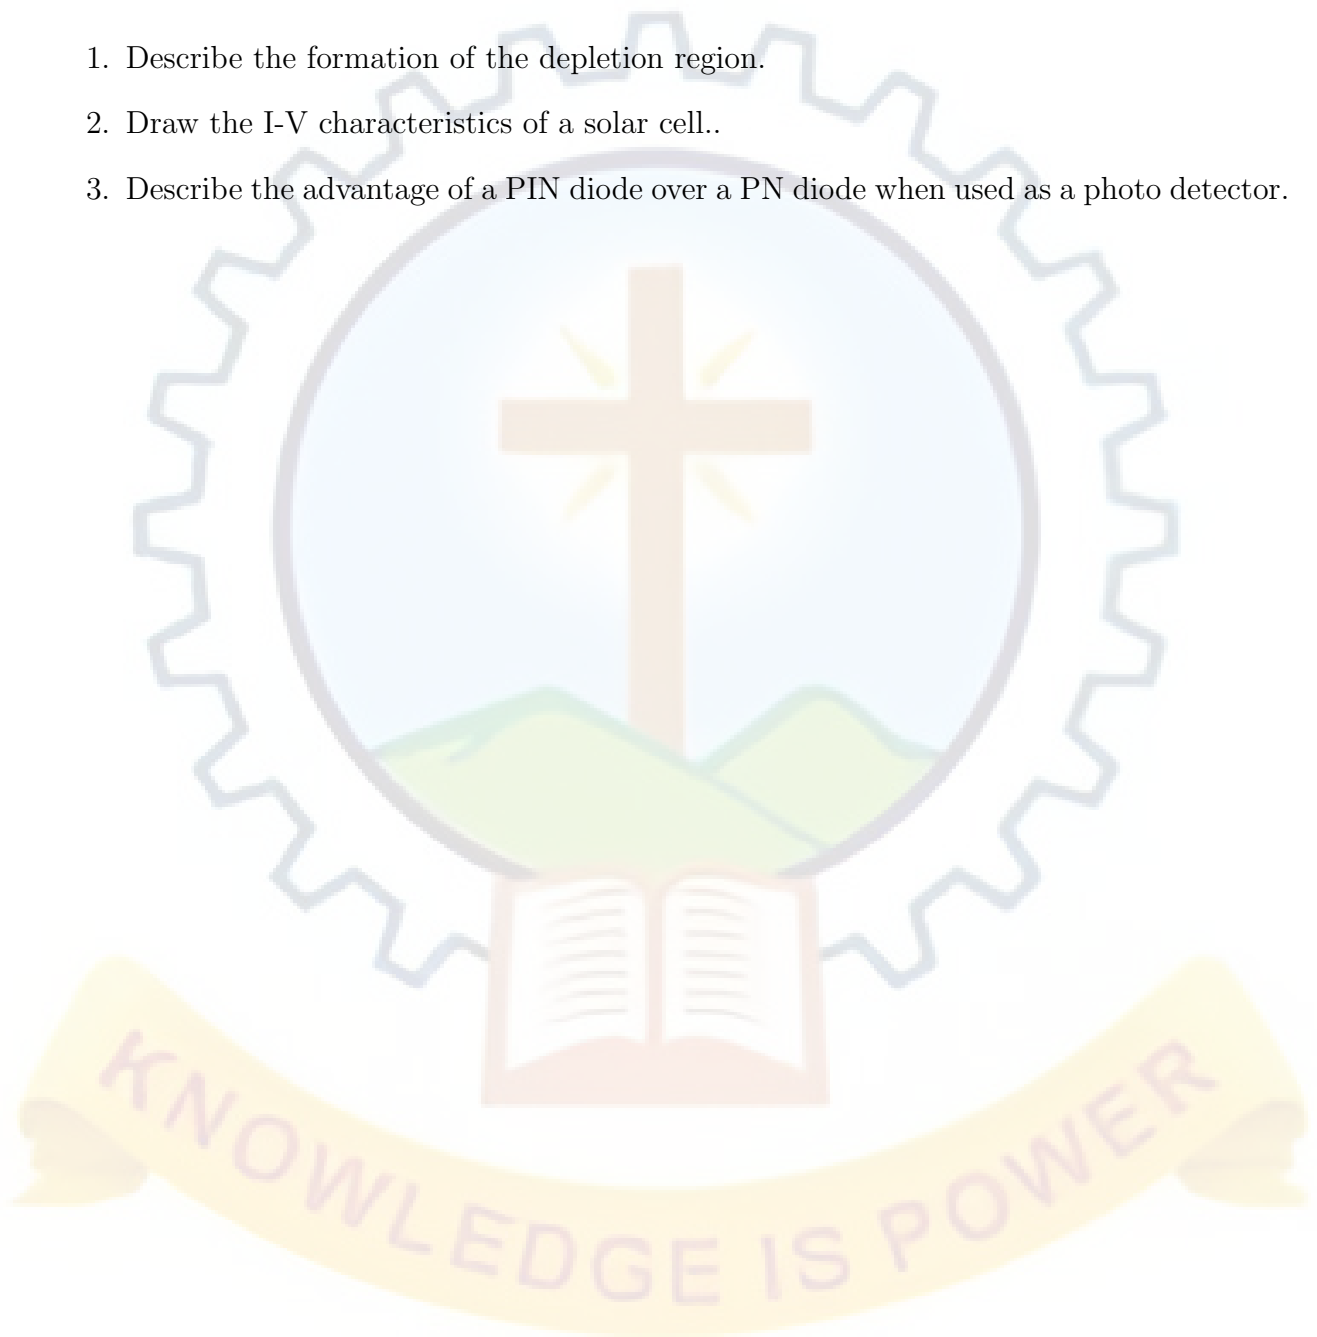 1. Describe the formation of the depletion region.
2. Draw the I-V characteristics of a solar cell..
3. Describe the advantage of a PIN diode over a PN diode when used as a photo detector.
KNOWLEDGE IS POWER